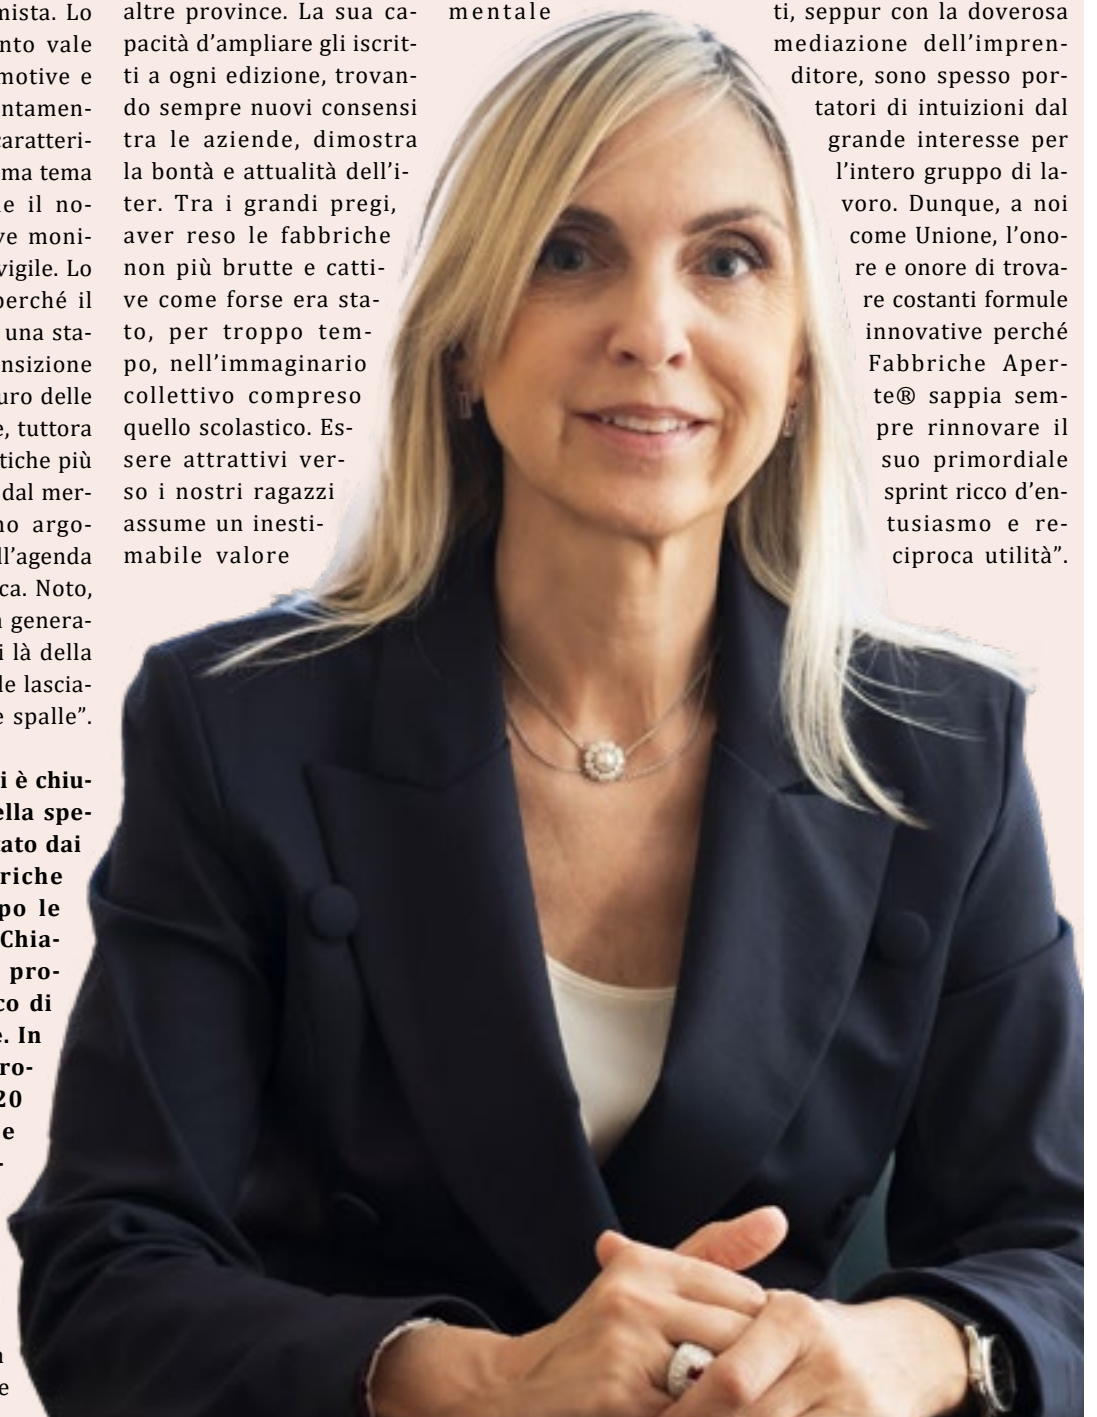 mista. Lo
nto vale
motive e
ntamen-
caratteri-
ma tema
e il no-
ve moni-
vigile. Lo
perché il
una sta-
nsizione
uro delle
e, tuttora
tiche più
dal mer-
no argo-
ll’agenda
ca. Noto,
genera-
i là della
le lascia-
e spalle”.
i è chiu-
ella spe-
ato dai
riche
po le
Chia-
pro-
co di
e. In
ro-
20
e
-
e
altre province. La sua ca-
pacità d’ampliare gli iscrit-
ti a ogni edizione, trovan-
do sempre nuovi consensi
tra le aziende, dimostra
la bontà e attualità dell’i-
ter. Tra i grandi pregi,
aver reso le fabbriche
non più brutte e catti-
ve come forse era sta-
to, per troppo tem-
po, nell’immaginario
collettivo compreso
quello scolastico. Es-
sere attrattivi ver-
so i nostri ragazzi
assume un inesti-
mabile valore
mentale
ti, seppur con la doverosa
mediazione dell’impren-
ditore, sono spesso por-
tatori di intuizioni dal
grande interesse per
l’intero gruppo di la-
voro. Dunque, a noi
come Unione, l’ono-
re e onore di trova-
re costanti formule
innovative perché
Fabbriche Aper-
te® sappia sem-
pre rinnovare il
suo primordiale
sprint ricco d’en-
tusiasmo e re-
ciproca utilità”.